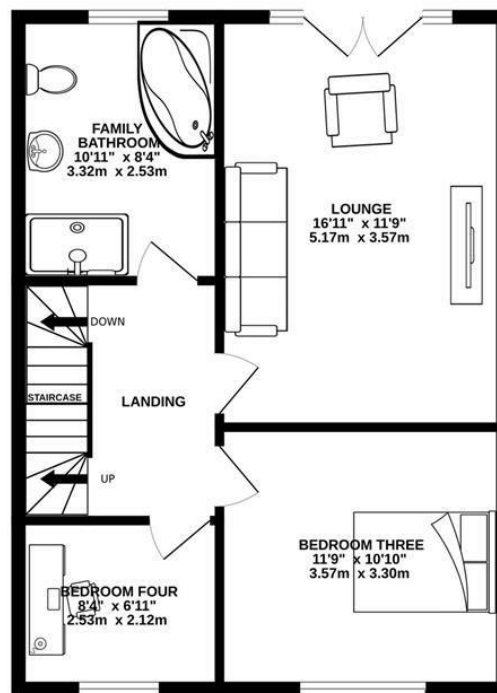 FAMILY
BATHROOM
10'11" x 8'4"
3.32m x 2.53m
LOUNGE
16'11" x 11'9"
5.17m x 3.57m
DOWN
STAIRCASE
LANDING
UP
BEDROOM THREE
11'9" x 10'10"
3.57m x 3.30m
BEDROOM FOUR
8'4" x 6'11"
2.53m x 2.12m